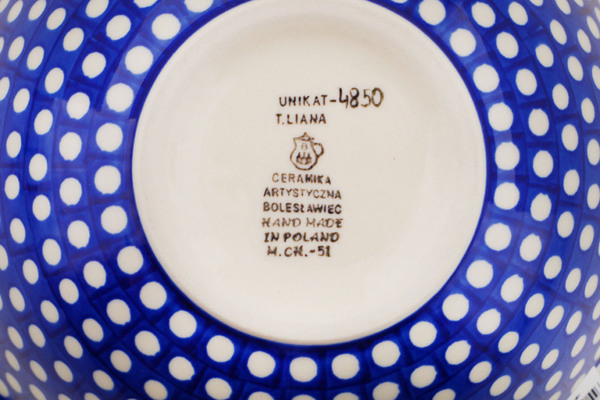 UNIKAT-4850
T.LIANA
CERAMIKA
ARTYSTYCZNA
BOLESŁAWIEC
HAND MADE
IN POLAND
M.CH.-51